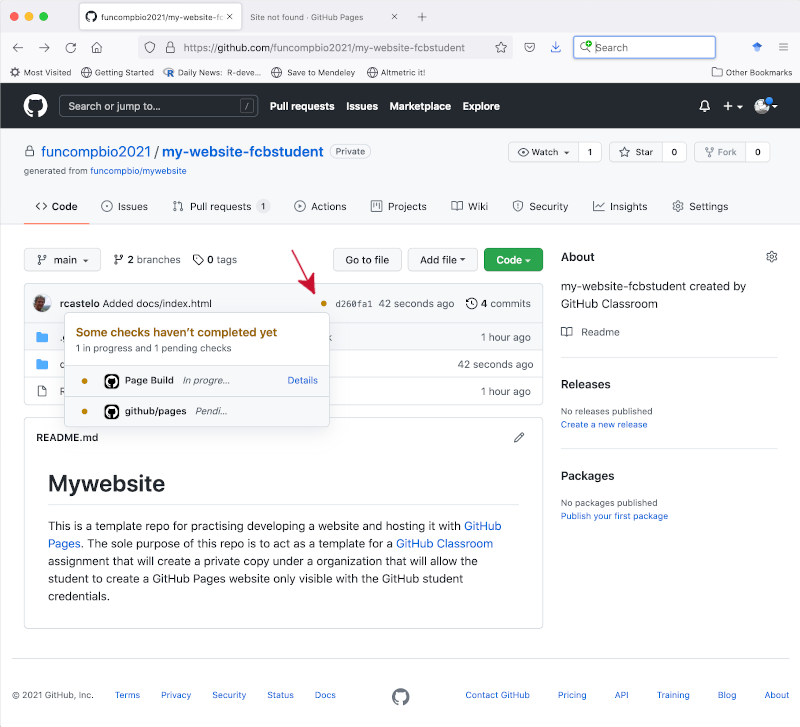 funcompbio2021/my-website-fc
Site not found · GitHub Pages
https://github.com/funcompbio2021/my-website-fcbstudent
Search
Most Visited
Getting Started
Daily News: R-deve...
Save to Mendeley
Altmetric it!
Other Bookmarks
Search or jump to...
/
Pull requests
Issues
Marketplace
Explore
funcompbio2021 / my-website-fcbstudent
Private
generated from funcompbio/mywebsite
Watch
1
Star
0
Fork
0
Code
Issues
Pull requests
1
Actions
Projects
Wiki
Security
Insights
Settings
main
2 branches
0 tags
Go to file
Add file
Code
rcastelo Added docs/index.html
d260fa1
42 seconds ago
4 commits
1 hour ago
42 seconds ago
1 hour ago
Some checks haven't completed yet
1 in progress and 1 pending checks
Page Build
In progre...
Details
github/pages
Pendi...
README.md
Mywebsite
This is a template repo for practising developing a website and hosting it with GitHub
Pages. The sole purpose of this repo is to act as a template for a GitHub Classroom
assignment that will create a private copy under a organization that will allow the
student to create a GitHub Pages website only visible with the GitHub student
credentials.
About
my-website-fcbstudent created by
GitHub Classroom
Readme
Releases
No releases published
Create a new release
Packages
No packages published
Publish your first package
© 2021 GitHub, Inc.
Terms
Privacy
Security
Status
Docs
Contact GitHub
Pricing
API
Training
Blog
About